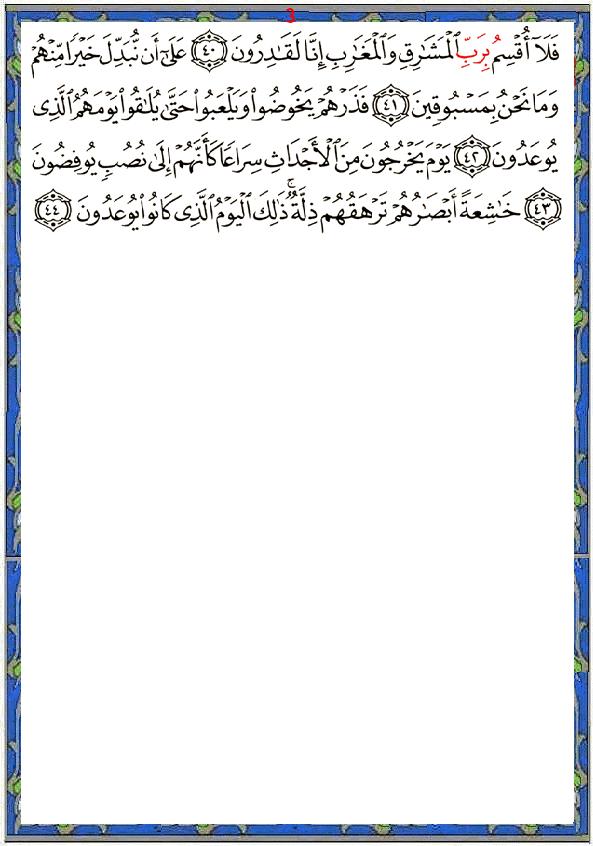 3
فَلَآ أُقۡسِمُ بِرَبِّ ٱلۡمَشَٰرِقِ وَٱلۡمَغَٰرِبِ إِنَّا لَقَٰدِرُونَ ٤٠ عَلَىٰٓ أَن نُّبَدِّلَ خَيۡرٗا مِّنۡهُمۡ
وَمَا نَحۡنُ بِمَسۡبُوقِينَ ٤١ فَذَرۡهُمۡ يَخُوضُواْ وَيَلۡعَبُواْ حَتَّىٰ يُلَٰقُواْ يَوۡمَهُمُ ٱلَّذِي
يُوعَدُونَ ٤٢ يَوۡمَ يَخۡرُجُونَ مِنَ ٱلۡأَجۡدَاثِ سِرَاعٗا كَأَنَّهُمۡ إِلَىٰ نُصُبٖ يُوفِضُونَ
٤٣ خَٰشِعَةً أَبۡصَٰرُهُمۡ تَرۡهَقُهُمۡ ذِلَّةٞۚ ذَٰلِكَ ٱلۡيَوۡمُ ٱلَّذِي كَانُواْ يُوعَدُونَ ٤٤